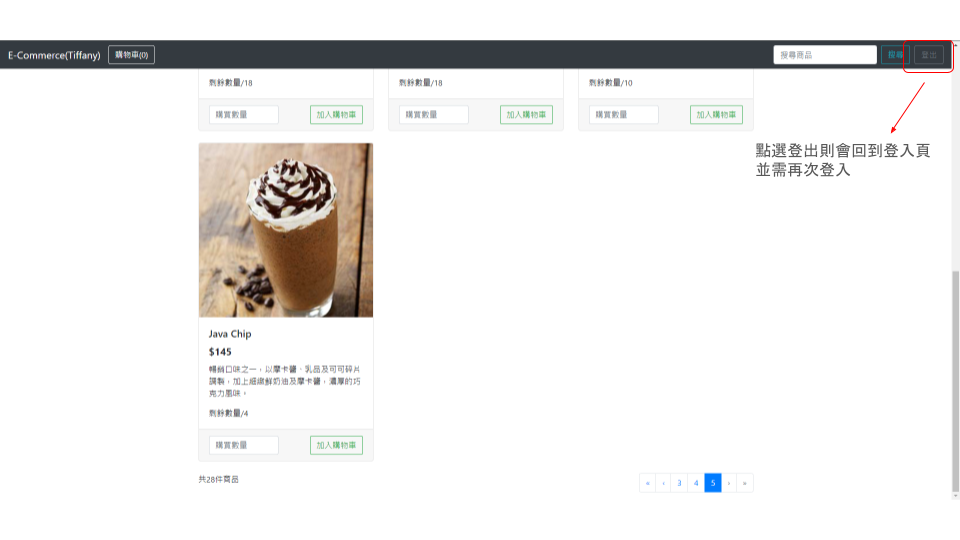 E-Commerce(Tiffany) 購物車(0) 搜尋商品 搜尋 登出
剩餘數量/18 剩餘數量/18 剩餘數量/10
購買數量 加入購物車 購買數量 加入購物車 購買數量 加入購物車
點選登出則會回到登入頁
並需再次登入
Java Chip
$145
暢銷口味之一，以摩卡醬、乳品及可可碎片
調製，加上細緻鮮奶油及摩卡醬，濃厚的巧
克力風味。
剩餘數量/4
購買數量 加入購物車
共28件商品 « ‹ 3 4 5 › »